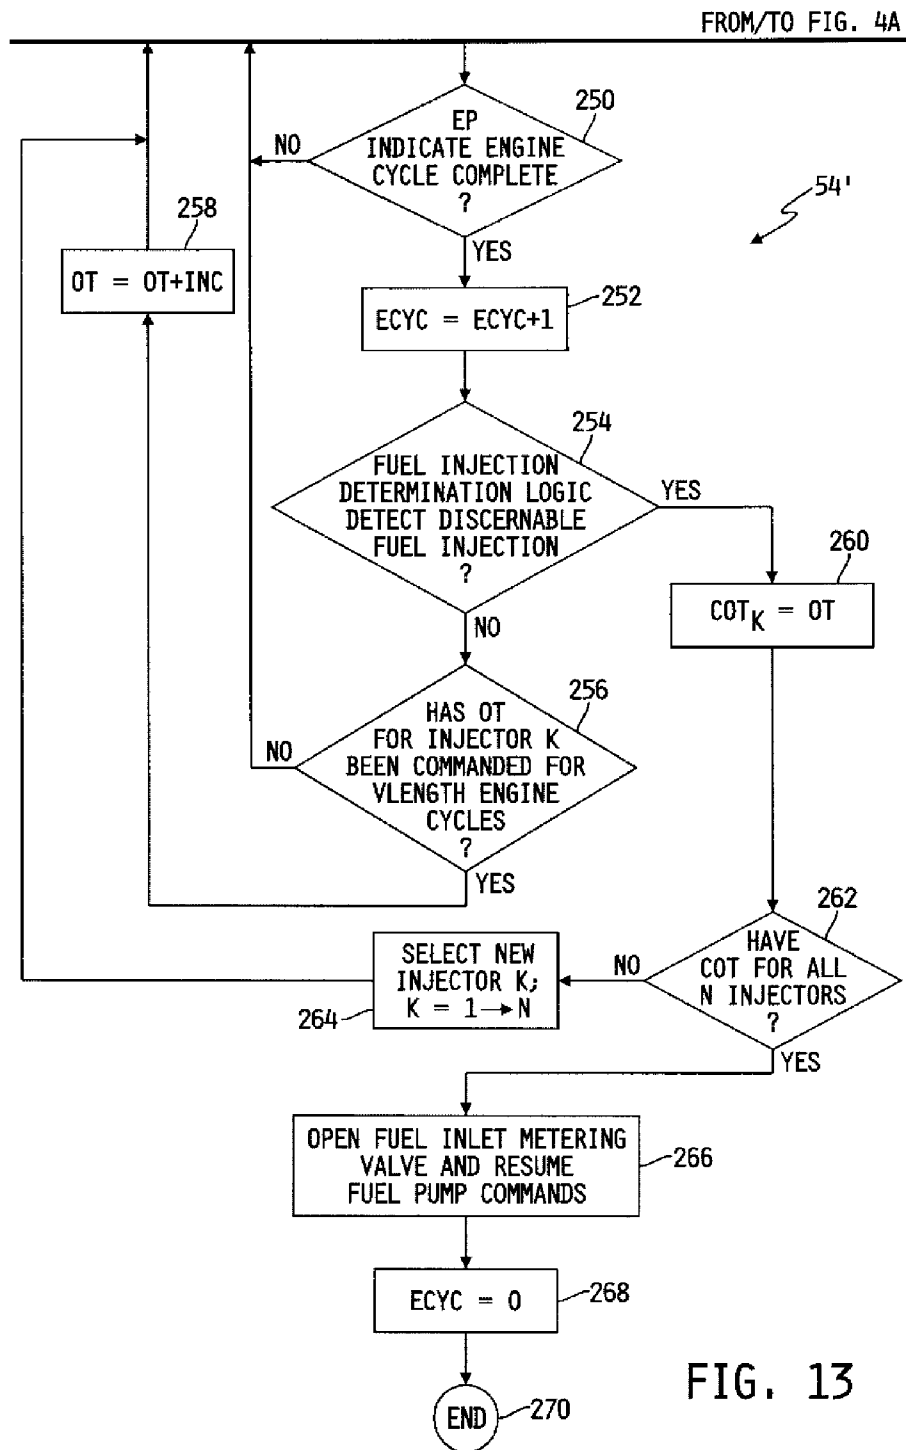 FROM/TO FIG. 4A
250
EP
INDICATE ENGINE
CYCLE COMPLETE
?
NO
YES
54'
258
OT = OT+INC
252
ECYC = ECYC+1
254
FUEL INJECTION
DETERMINATION LOGIC
DETECT DISCERNABLE
FUEL INJECTION
?
YES
NO
260
COTK = OT
256
HAS OT
FOR INJECTOR K
BEEN COMMANDED FOR
VLENGTH ENGINE
CYCLES
?
NO
YES
262
HAVE
COT FOR ALL
N INJECTORS
?
NO
YES
SELECT NEW
INJECTOR K;
K = 1→N
264
OPEN FUEL INLET METERING
VALVE AND RESUME
FUEL PUMP COMMANDS
266
ECYC = 0
268
END
270
FIG. 13